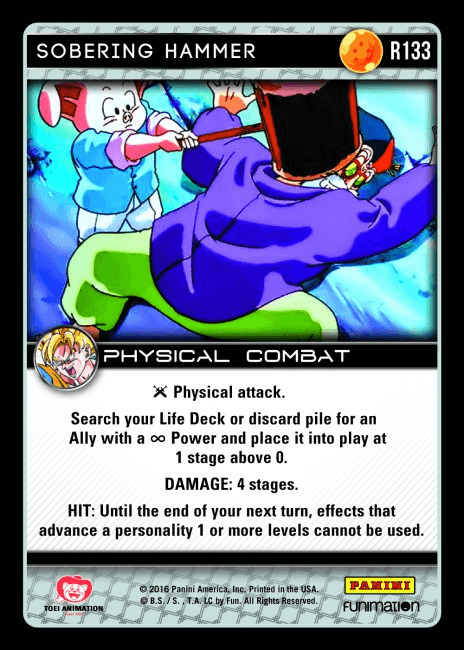 SOBERING HAMMER R133
PHYSICAL COMBAT
Physical attack.
Search your Life Deck or discard pile for an
Ally with a ∞ Power and place it into play at
1 stage above 0.
DAMAGE: 4 stages.
HIT: Until the end of your next turn, effects that
advance a personality 1 or more levels cannot be used.
TOEI ANIMATION
© 2016 Panini America, Inc. Printed in the USA.
© B.S. / S. , T.A. LC by Fun. All Rights Reserved.
PANINI
FUNIMATION